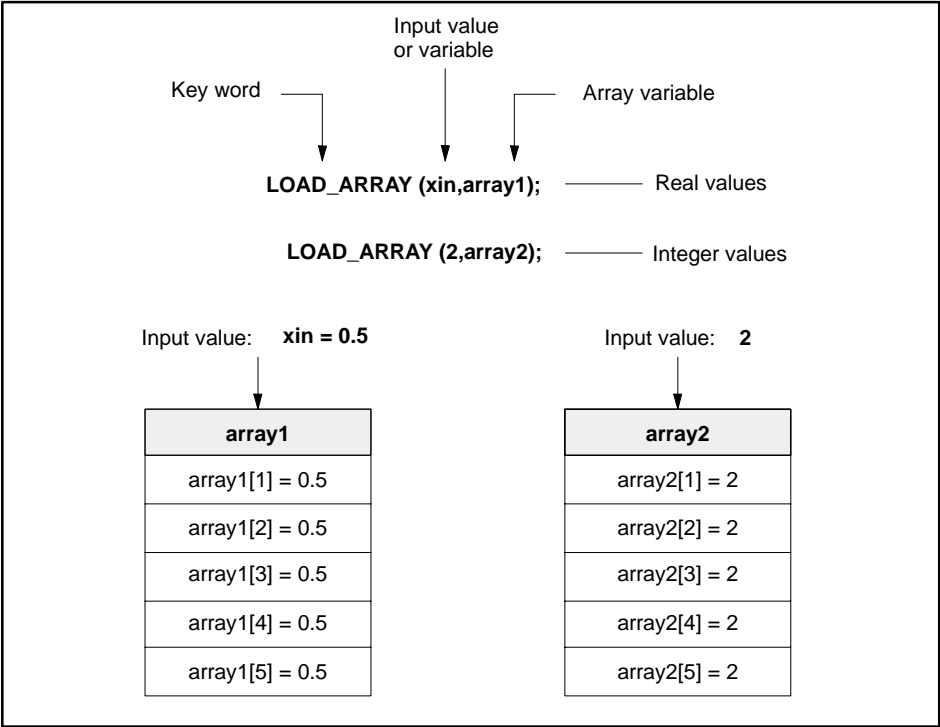 Input value
or variable
Key word
Array variable
LOAD_ARRAY (xin,array1);
Real values
LOAD_ARRAY (2,array2);
Integer values
Input value: xin = 0.5
Input value: 2
array1
array1[1] = 0.5
array1[2] = 0.5
array1[3] = 0.5
array1[4] = 0.5
array1[5] = 0.5
array2
array2[1] = 2
array2[2] = 2
array2[3] = 2
array2[4] = 2
array2[5] = 2